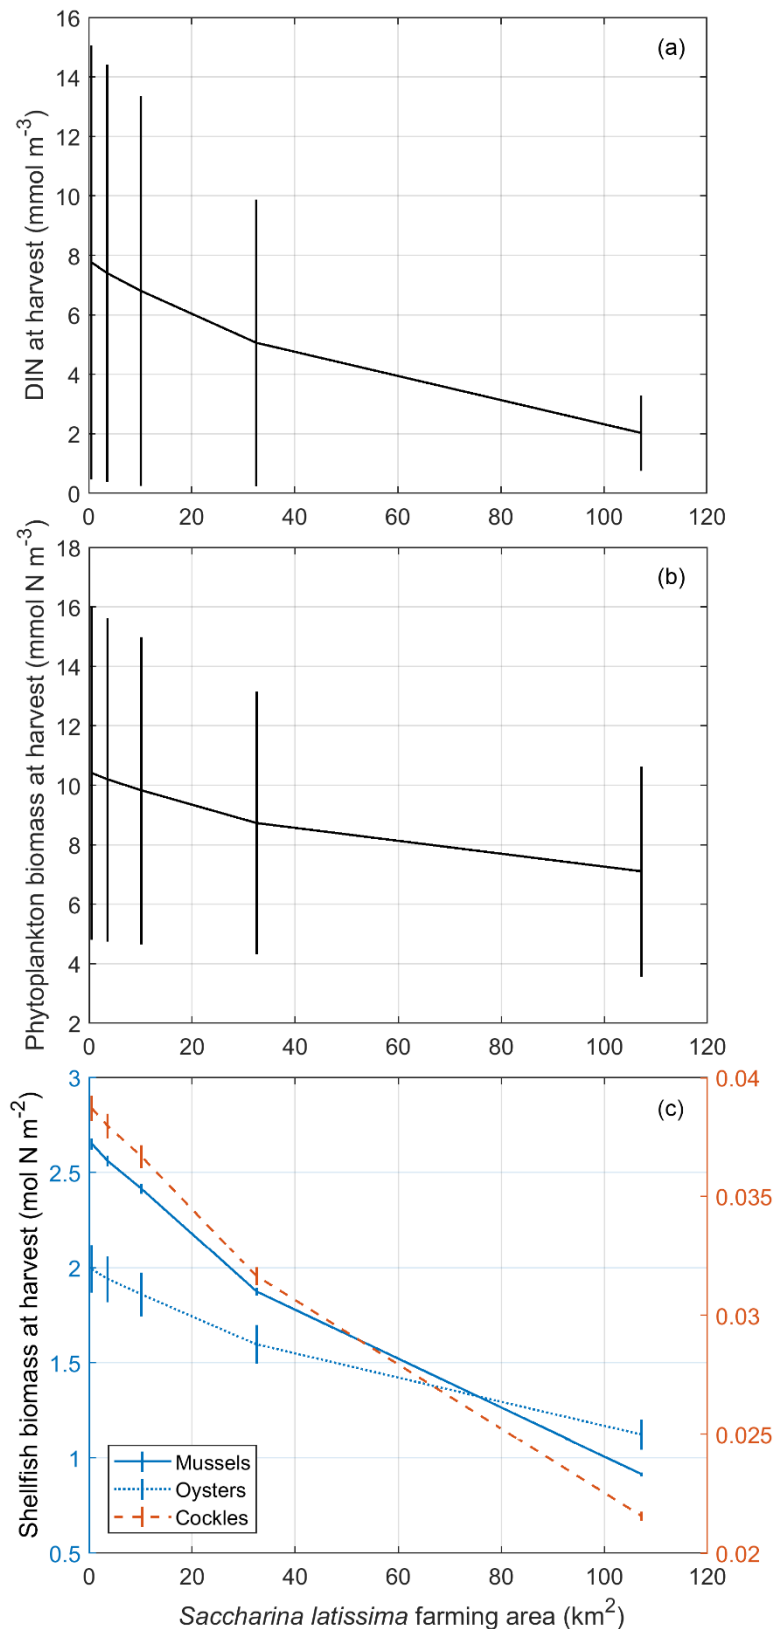 (a)
DIN at harvest (mmol m⁻³)
16
14
12
10
8
6
4
2
0
0 20 40 60 80 100 120
(b)
Phytoplankton biomass at harvest (mmol N m⁻³)
18
16
14
12
10
8
6
4
2
0 20 40 60 80 100 120
(c)
Shellfish biomass at harvest (mol N m⁻²)
3
2.5
2
1.5
1
0.5
0.04
0.035
0.03
0.025
0.02
Mussels
Oysters
Cockles
0 20 40 60 80 100 120
Saccharina latissima farming area (km²)